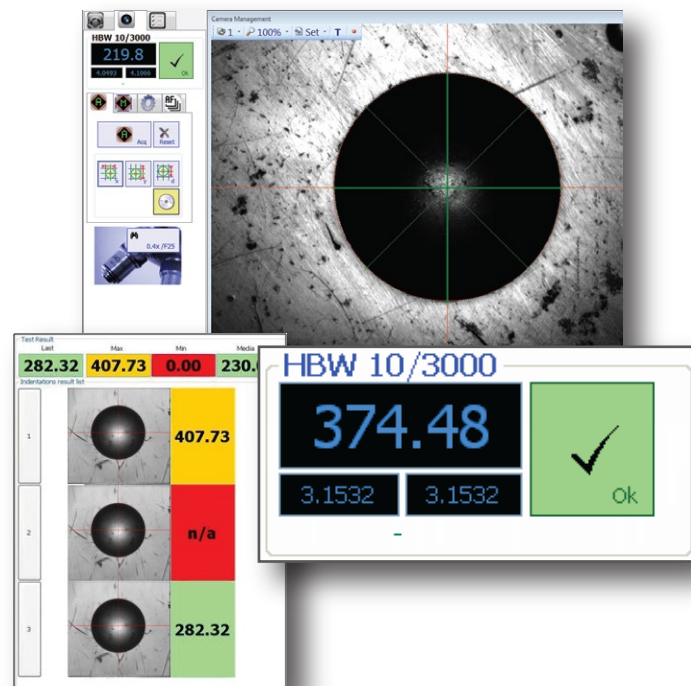 Camera Management
1 100% Set T
HBW 10/3000
219.8
4.0493 4.1066
Ok
A M AF
A Acq Reset
x y d
0.4x /F25
Test Result
Last Max Min Media
282.32 407.73 0.00 230.
Indentations result list
1 407.73
2 n/a
3 282.32
HBW 10/3000
374.48
3.1532 3.1532
Ok
-